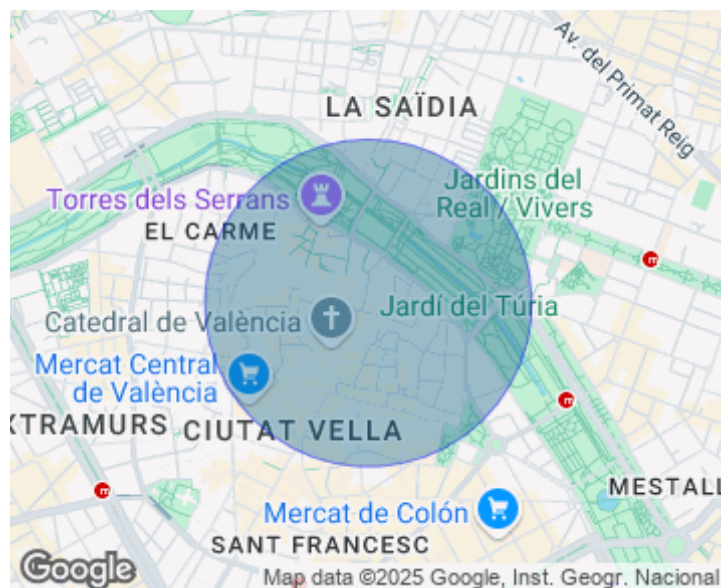 Av. del Primat Reig
LA SAÏDIA
Jardins del
Real / Vivers
Torres dels Serrans
EL CARME
Jardí del Túria
Catedral de València
Mercat Central
de València
XTRAMURS
CIUTAT VELLA
MESTALL
Mercat de Colón
SANT FRANCESC
Google
Map data ©2025 Google, Inst. Geogr. Nacional